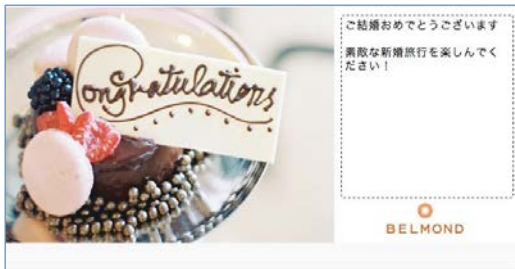 Congratulations
ご結婚おめでとうございます
素敵な新婚旅行を楽しんでく
ださい！
BELMOND